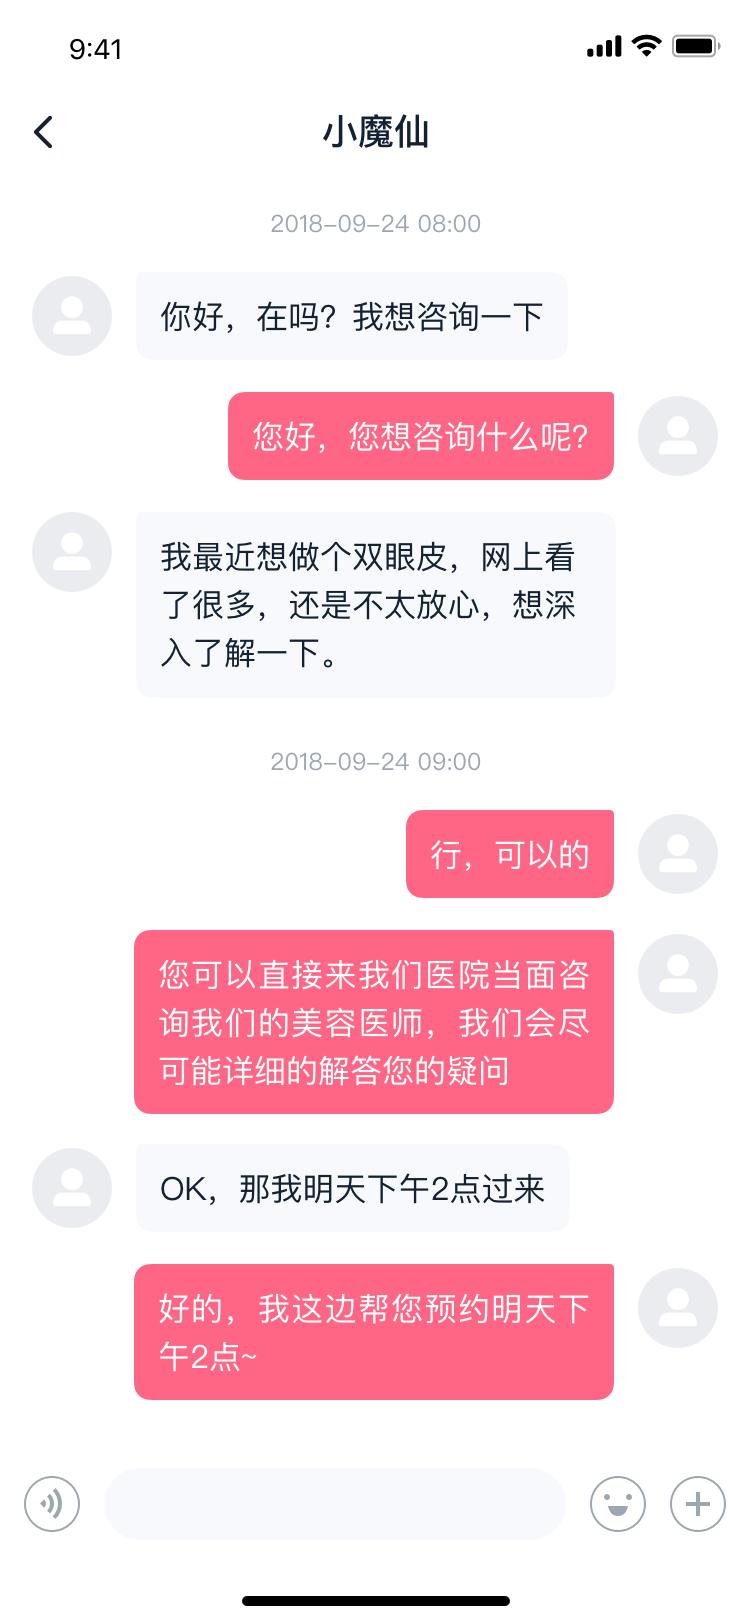 9:41
小魔仙
2018-09-24 08:00
你好，在吗？我想咨询一下
您好，您想咨询什么呢？
我最近想做个双眼皮，网上看
了很多，还是不太放心，想深
入了解一下。
2018-09-24 09:00
行，可以的
您可以直接来我们医院当面咨
询我们的美容医师，我们会尽
可能详细的解答您的疑问
OK，那我明天下午2点过来
好的，我这边帮您预约明天下
午2点~